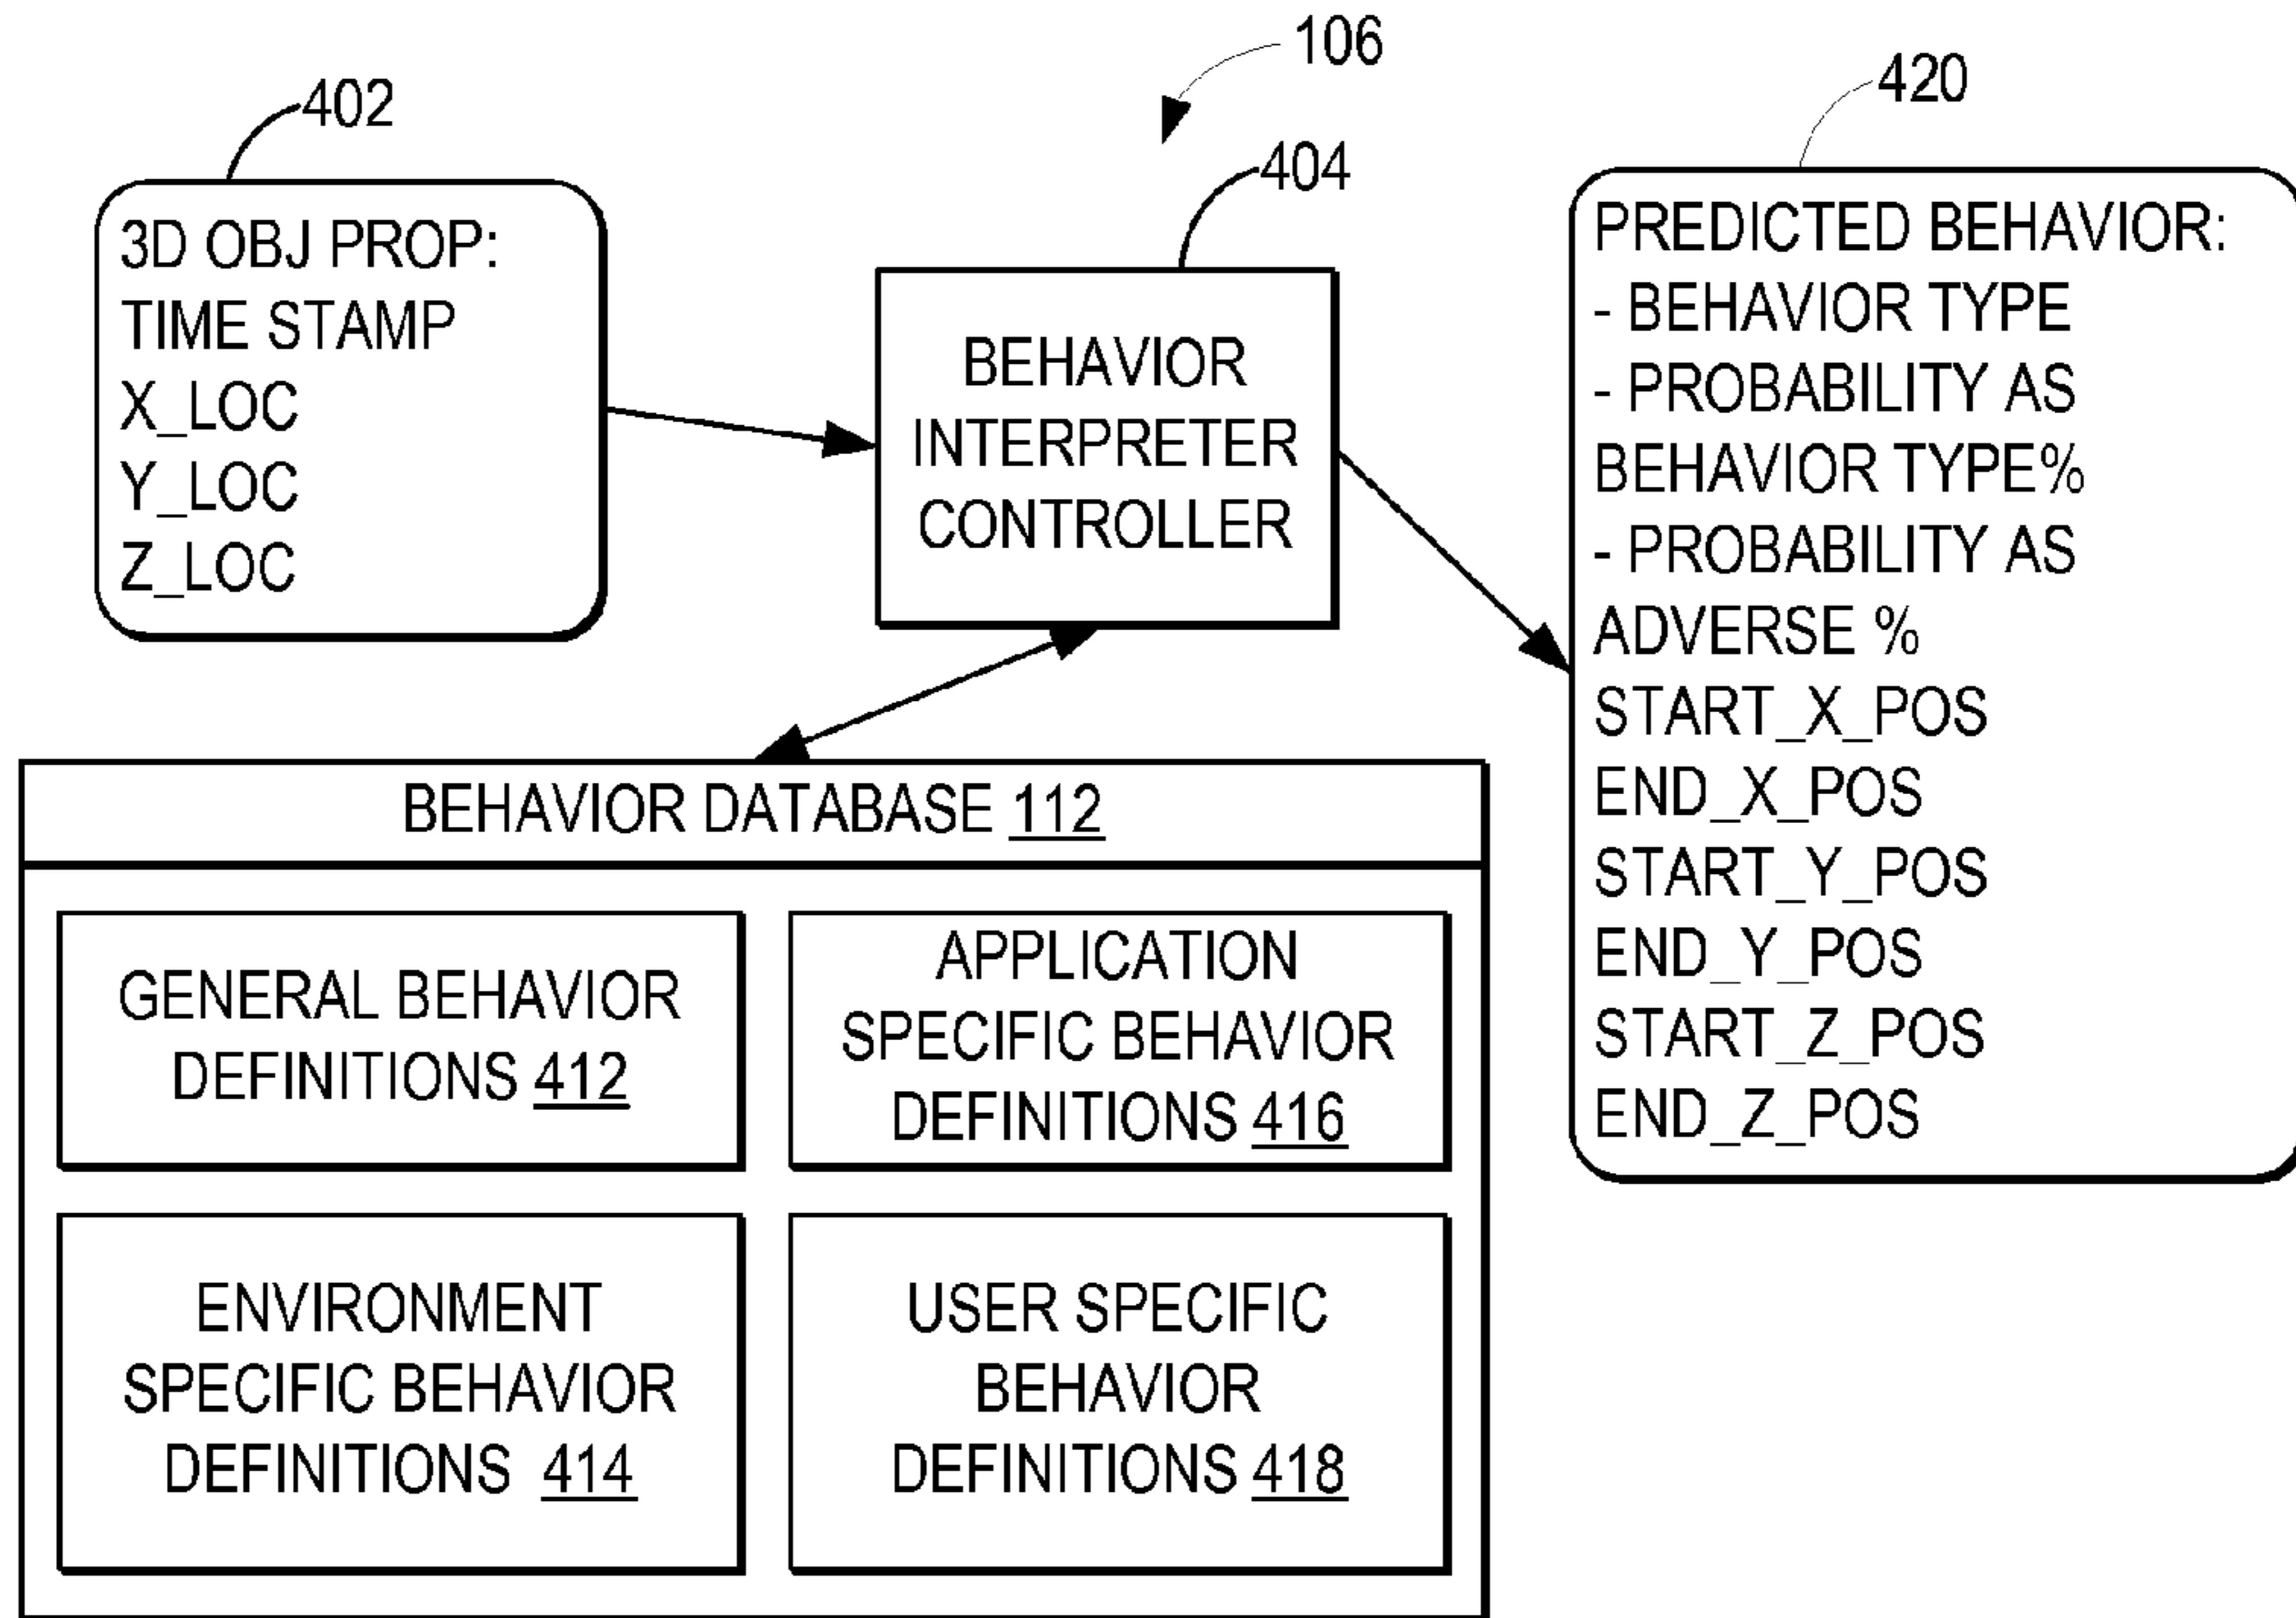 106
402
3D OBJ PROP:
TIME STAMP
X_LOC
Y_LOC
Z_LOC
404
BEHAVIOR
INTERPRETER
CONTROLLER
420
PREDICTED BEHAVIOR:
- BEHAVIOR TYPE
- PROBABILITY AS
BEHAVIOR TYPE%
- PROBABILITY AS
ADVERSE %
START_X_POS
END_X_POS
START_Y_POS
END_Y_POS
START_Z_POS
END_Z_POS
BEHAVIOR DATABASE 112
GENERAL BEHAVIOR
DEFINITIONS 412
APPLICATION
SPECIFIC BEHAVIOR
DEFINITIONS 416
ENVIRONMENT
SPECIFIC BEHAVIOR
DEFINITIONS 414
USER SPECIFIC
BEHAVIOR
DEFINITIONS 418